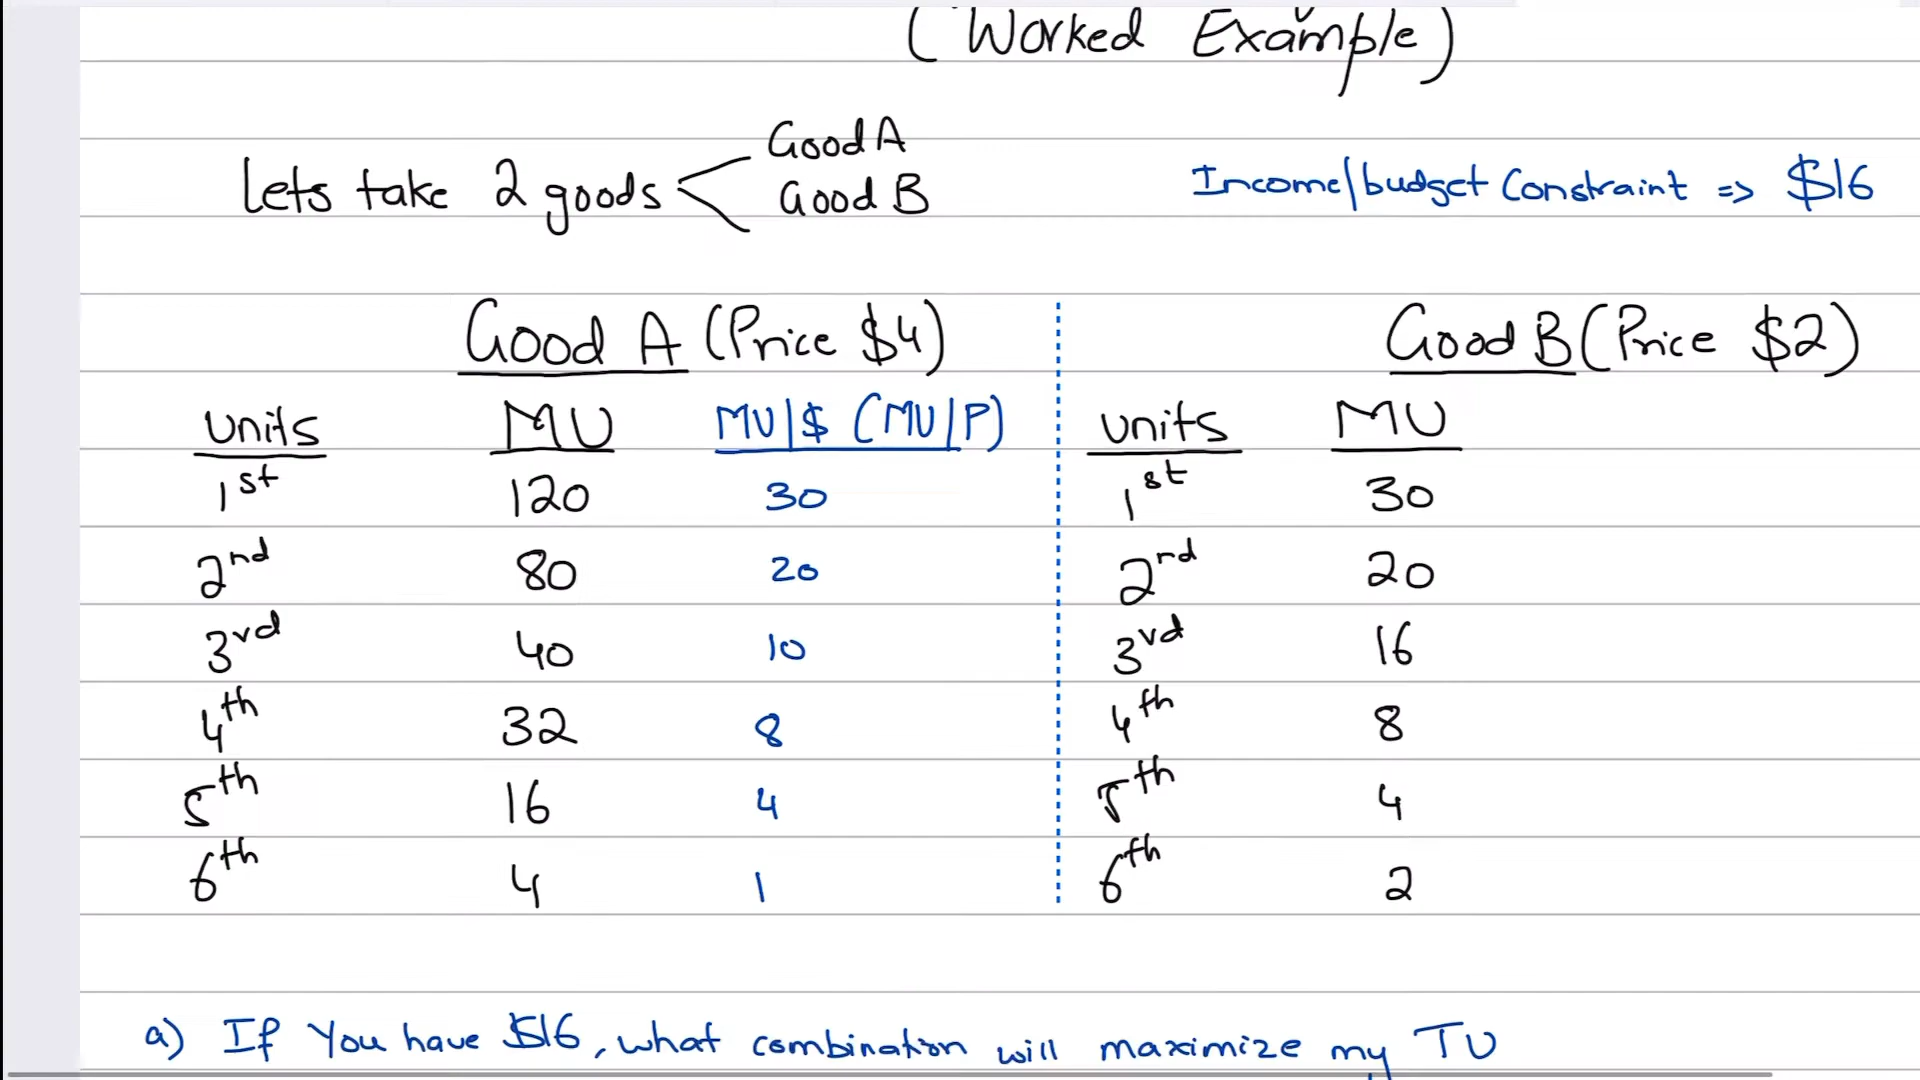 (Worked Example)
Lets take 2 goods
Good A
Good B
Income/budget Constraint => $16
Good A (Price $4)
Good B (Price $2)
Units MU MU/$ (MU/P) Units MU
1st 120 30 1st 30
2nd 80 20 2nd 20
3rd 40 10 3rd 16
4th 32 8 4th 8
5th 16 4 5th 4
6th 4 1 6th 2
a) If You have $16, what combination will maximize my TU